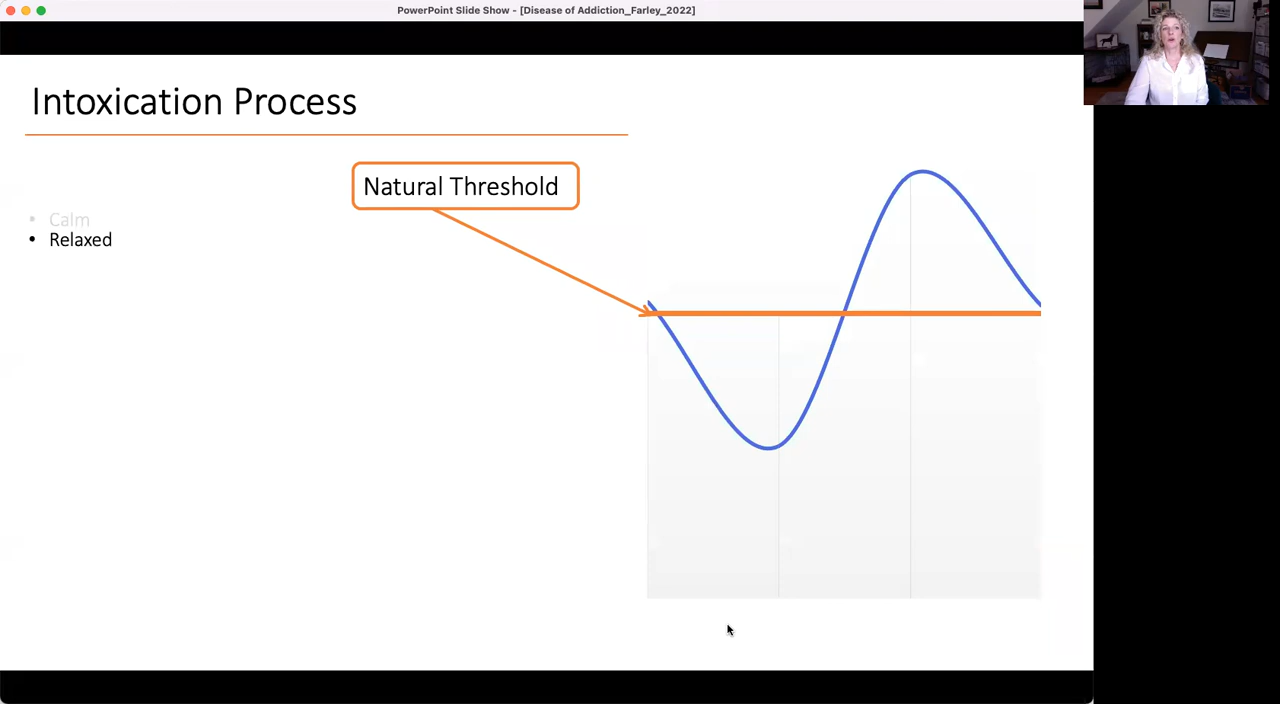 PowerPoint Slide Show - [Disease of Addiction_Farley_2022]
Intoxication Process
Natural Threshold
• Calm
• Relaxed